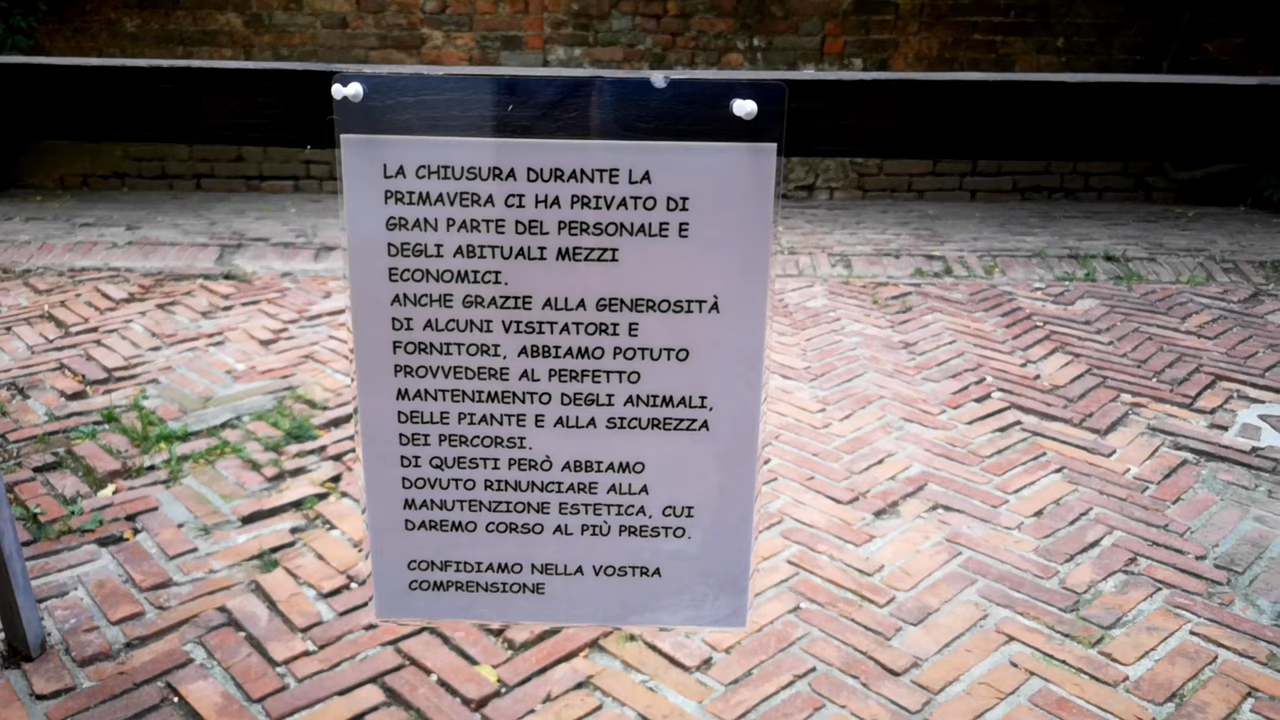 LA CHIUSURA DURANTE LA
PRIMAVERA CI HA PRIVATO DI
GRAN PARTE DEL PERSONALE E
DEGLI ABITUALI MEZZI
ECONOMICI.
ANCHE GRAZIE ALLA GENEROSITÀ
DI ALCUNI VISITATORI E
FORNITORI, ABBIAMO POTUTO
PROVVEDERE AL PERFETTO
MANTENIMENTO DEGLI ANIMALI,
DELLE PIANTE E ALLA SICUREZZA
DEI PERCORSI.
DI QUESTI PERÒ ABBIAMO
DOVUTO RINUNCIARE ALLA
MANUTENZIONE ESTETICA, CUI
DAREMO CORSO AL PIÙ PRESTO.
CONFIDIAMO NELLA VOSTRA
COMPRENSIONE